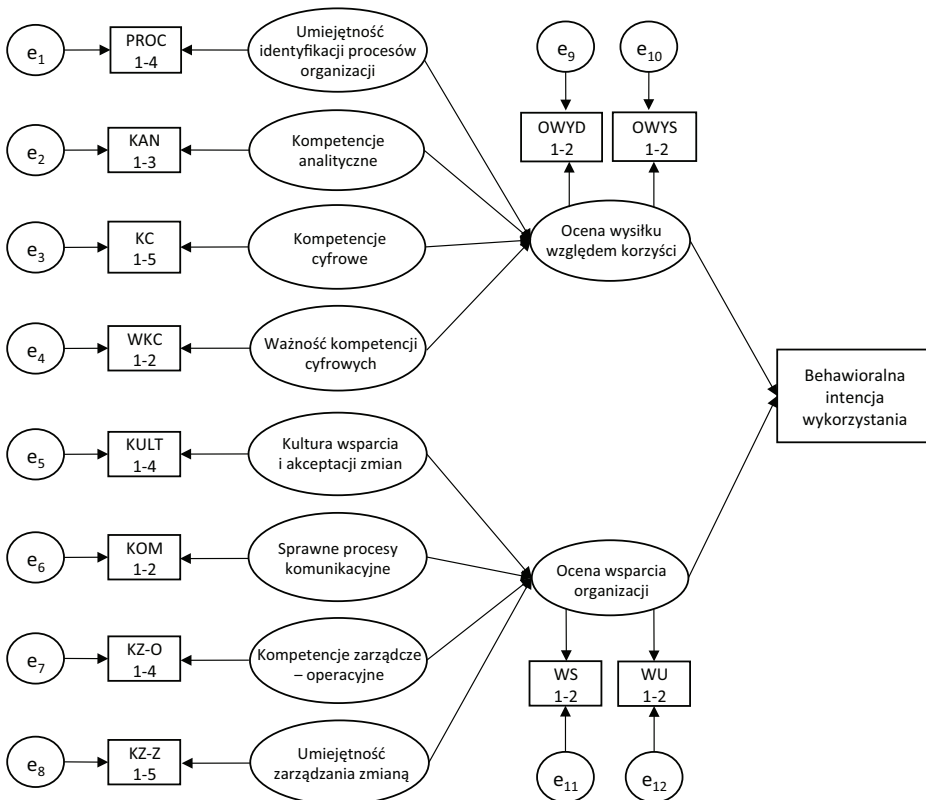 e1
PROC
1-4
Umiejętność
identyfikacji procesów
organizacji
e9
e10
OWYD
1-2
OWYS
1-2
e2
KAN
1-3
Kompetencje
analityczne
e3
KC
1-5
Kompetencje
cyfrowe
Ocena wysiłku
względem korzyści
e4
WKC
1-2
Ważność kompetencji
cyfrowych
Behawioralna
intencja
wykorzystania
e5
KULT
1-4
Kultura wsparcia
i akceptacji zmian
e6
KOM
1-2
Sprawne procesy
komunikacyjne
Ocena wsparcia
organizacji
e7
KZ-O
1-4
Kompetencje zarządcze
– operacyjne
WS
1-2
WU
1-2
e8
KZ-Z
1-5
Umiejętność
zarządzania zmianą
e11
e12